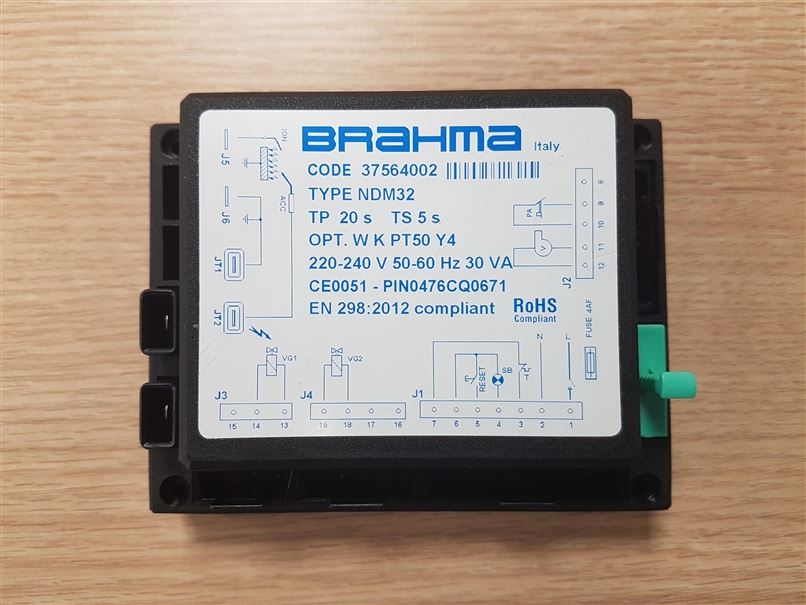 BRAHMA
Italy
CODE 37564002
TYPE NDM32
TP 20 s TS 5 s
OPT. W K PT50 Y4
220-240 V 50-60 Hz 30 VA
CE0051 - PIN0476CQ0671
EN 298:2012 compliant
RoHS
Compliant
J5
ION
J6
ACC
JT1
JT2
PA
V
8
9
10
11
12
J2
FUSE 4AF
VG1
J3
15 14 13
VG2
J4
19 18 17 16
RESET
SB
T
N
L
J1
7 6 5 4 3 2 1